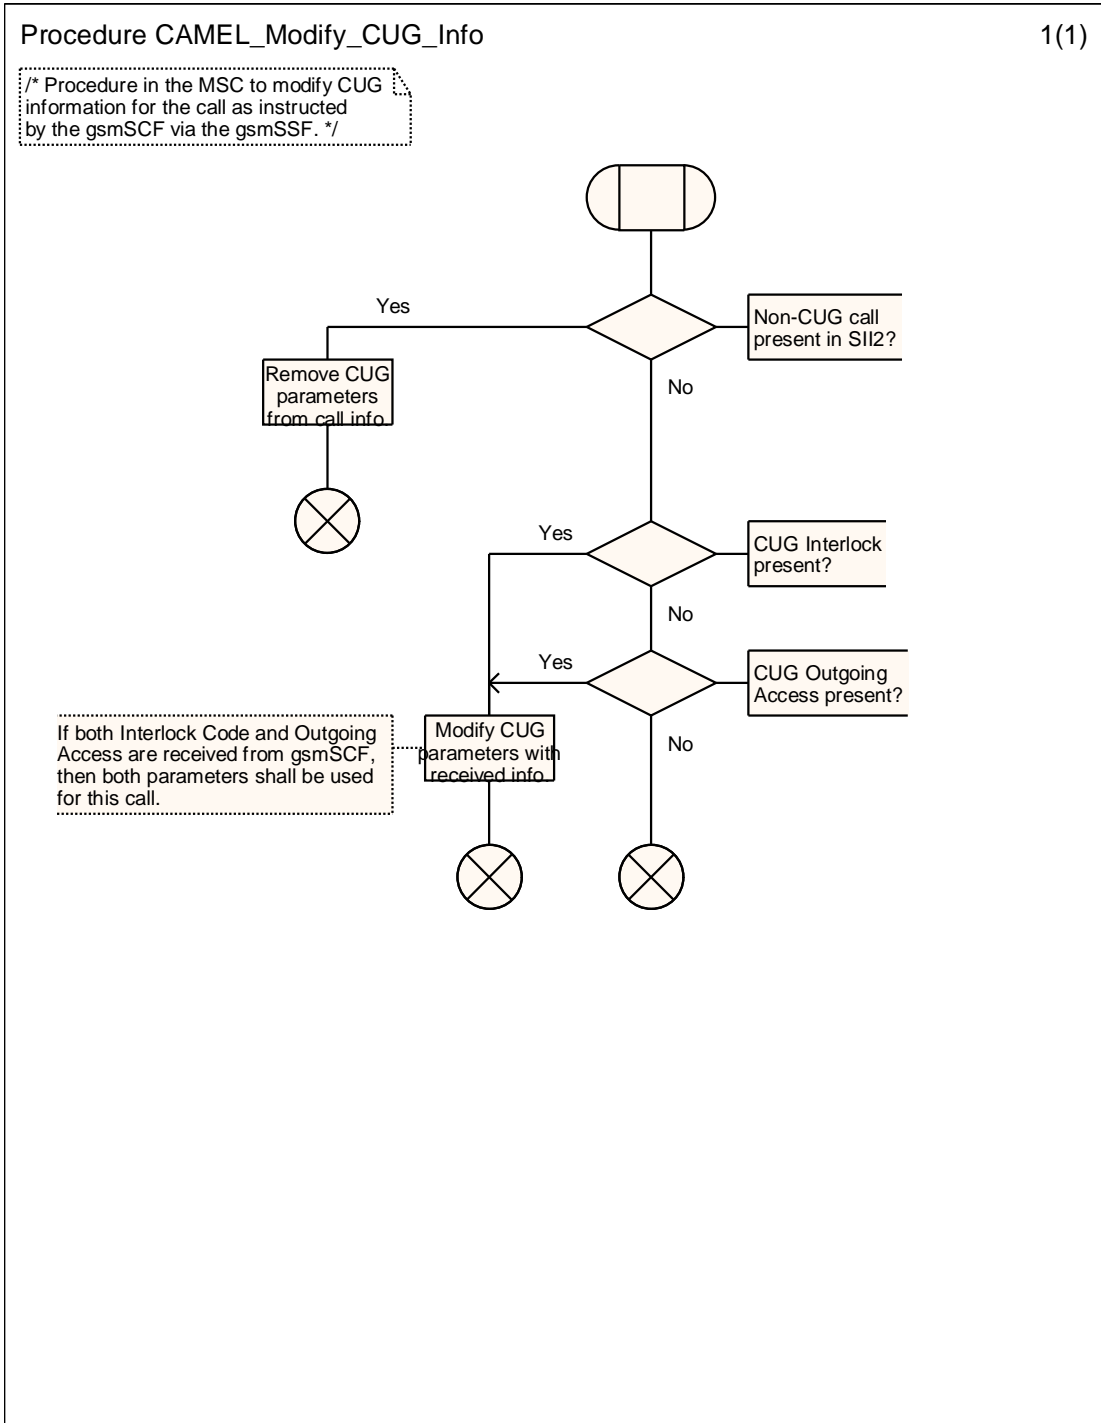 Procedure CAMEL_Modify_CUG_Info
1(1)
/* Procedure in the MSC to modify CUG
information for the call as instructed
by the gsmSCF via the gsmSSF. */
Yes
Non-CUG call
present in SII2?
Remove CUG
parameters
from call info.
No
Yes
CUG Interlock
present?
No
Yes
CUG Outgoing
Access present?
If both Interlock Code and Outgoing
Access are received from gsmSCF,
then both parameters shall be used
for this call.
Modify CUG
parameters with
received info.
No